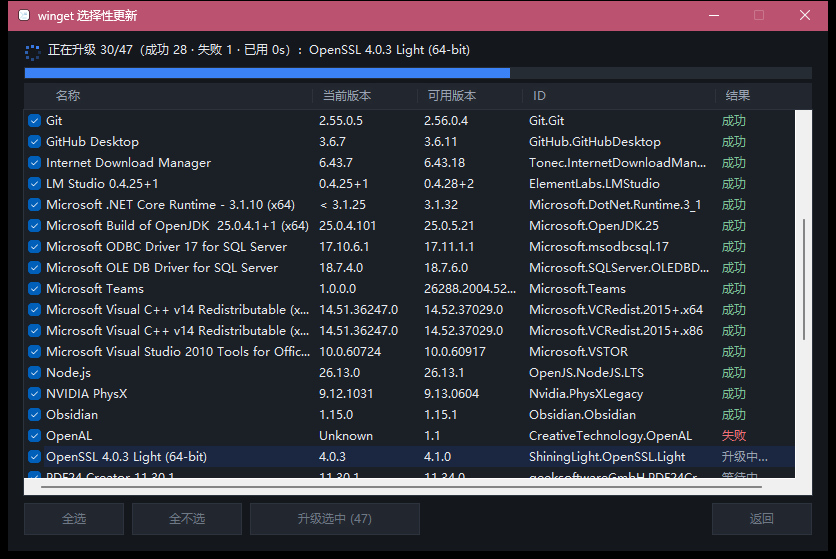 winget 选择性更新
正在升级 30/47（成功 28 · 失败 1 · 已用 0s）：OpenSSL 4.0.3 Light (64-bit)
名称 当前版本 可用版本 ID 结果
Git 2.55.0.5 2.56.0.4 Git.Git 成功
GitHub Desktop 3.6.7 3.6.11 GitHub.GitHubDesktop 成功
Internet Download Manager 6.43.7 6.43.18 Tonec.InternetDownloadMan... 成功
LM Studio 0.4.25+1 0.4.25+1 0.4.28+2 ElementLabs.LMStudio 成功
Microsoft .NET Core Runtime - 3.1.10 (x64) < 3.1.25 3.1.32 Microsoft.DotNet.Runtime.3_1 成功
Microsoft Build of OpenJDK 25.0.4.1+1 (x64) 25.0.4.101 25.0.5.21 Microsoft.OpenJDK.25 成功
Microsoft ODBC Driver 17 for SQL Server 17.10.6.1 17.11.1.1 Microsoft.msodbcsql.17 成功
Microsoft OLE DB Driver for SQL Server 18.7.4.0 18.7.6.0 Microsoft.SQLServer.OLEDBD... 成功
Microsoft Teams 1.0.0.0 26288.2004.52... Microsoft.Teams 成功
Microsoft Visual C++ v14 Redistributable (x... 14.51.36247.0 14.52.37029.0 Microsoft.VCRedist.2015+.x64 成功
Microsoft Visual C++ v14 Redistributable (x... 14.51.36247.0 14.52.37029.0 Microsoft.VCRedist.2015+.x86 成功
Microsoft Visual Studio 2010 Tools for Offic... 10.0.60724 10.0.60917 Microsoft.VSTOR 成功
Node.js 26.13.0 26.13.1 OpenJS.NodeJS.LTS 成功
NVIDIA PhysX 9.12.1031 9.13.0604 Nvidia.PhysXLegacy 成功
Obsidian 1.15.0 1.15.1 Obsidian.Obsidian 成功
OpenAL Unknown 1.1 CreativeTechnology.OpenAL 失败
OpenSSL 4.0.3 Light (64-bit) 4.0.3 4.1.0 ShiningLight.OpenSSL.Light 升级中...
PDF24 Creator 11.30.1 11.30.1 11.34.0 geeksoftwareGmbH.PDF24Cr... 等待中
全选 全不选 升级选中 (47) 返回